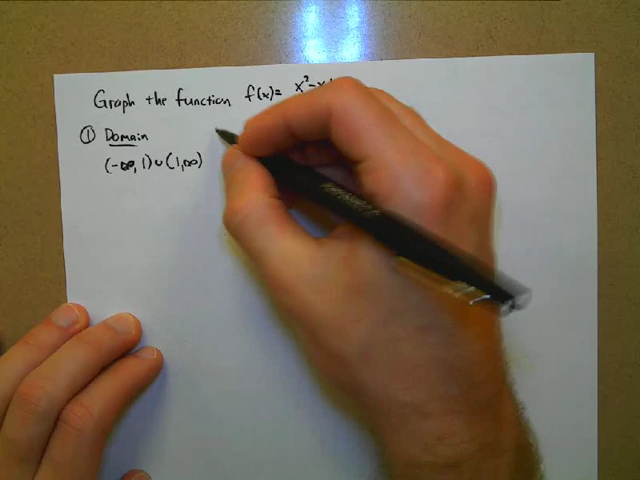 Graph the function f(x)= x²-x
① Domain
(-∞, 1)∪(1,∞)